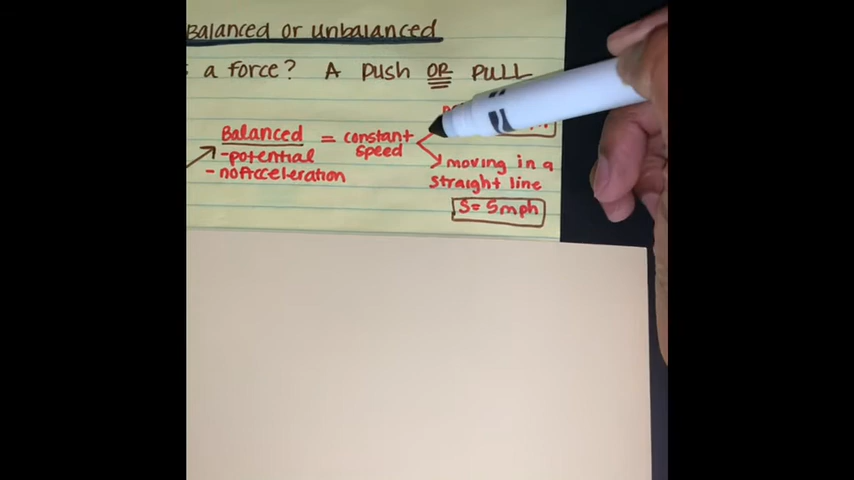 Balanced or unbalanced
a force? A push OR PULL
Balanced = constant speed
-potential
- no Acceleration
moving in a
straight line
S= 5mph